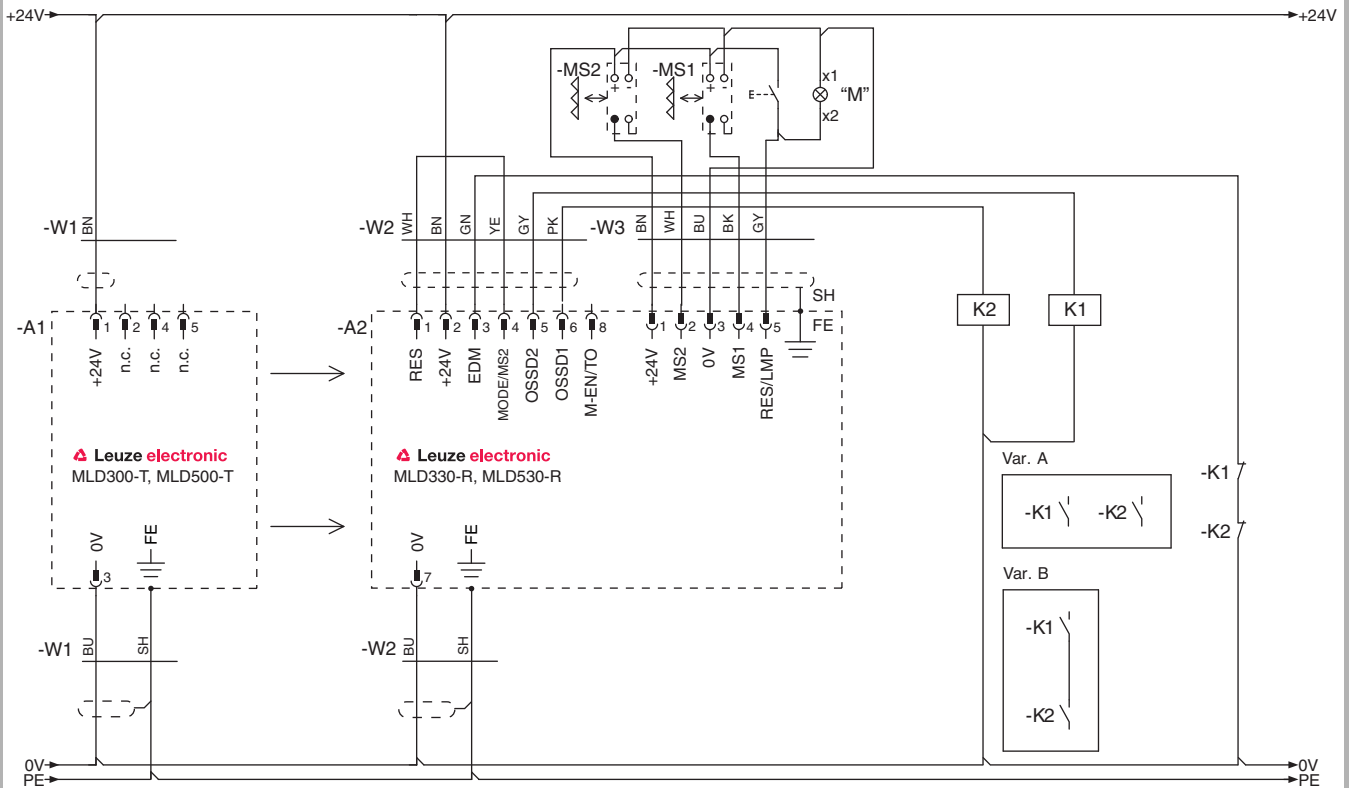 +24V +24V
-MS2 -MS1 x1
+ - + - E "M"
x2
-W1 BN -W2 WH BN GN YE GY PK -W3 BN WH BU BK GY
SH
-A1 1 2 4 5 -A2 1 2 3 4 5 6 8 1 2 3 4 5 FE K2 K1
+24V n.c. n.c. n.c. RES +24V EDM MODE/MS2 OSSD2 OSSD1 M-EN/TO +24V MS2 0V MS1 RES/LMP
Leuze electronic Leuze electronic
MLD300-T, MLD500-T MLD330-R, MLD530-R
Var. A
-K1
-K1 -K2
-K2
0V FE 0V FE
3 7
Var. B
-K1
-K2
-W1 BU SH -W2 BU SH
0V 0V
PE PE